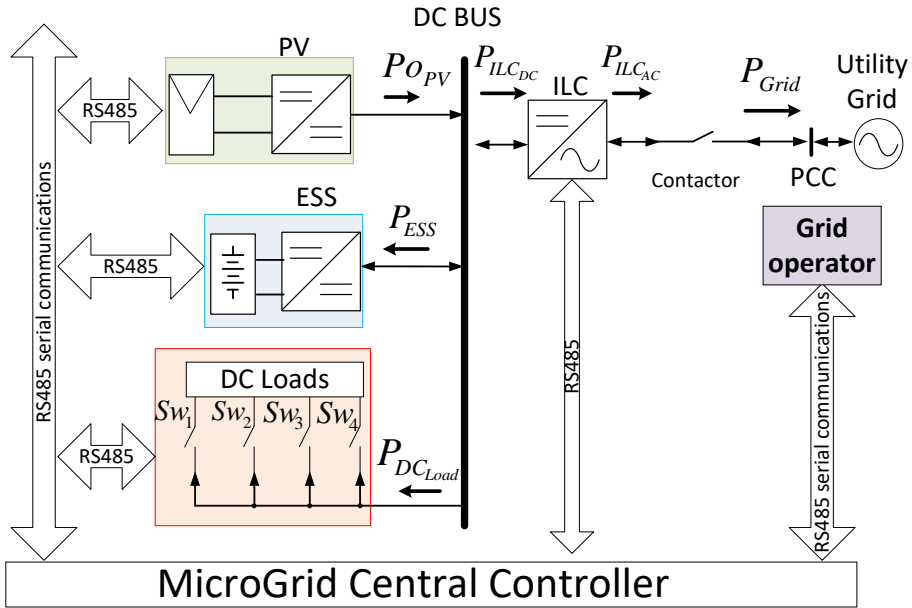 DC BUS
PV
Po_PV
P_ILC_DC
P_ILC_AC
ILC
P_Grid
Utility
Grid
RS485
Contactor
PCC
ESS
P_ESS
RS485
Grid
operator
RS485 serial communications
DC Loads
Sw_1
Sw_2
Sw_3
Sw_4
RS485
P_DC_Load
RS485
RS485 serial communications
MicroGrid Central Controller